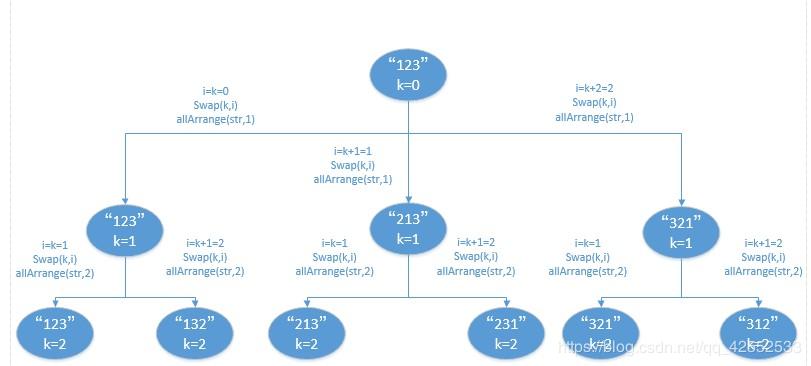 “123”
k=0
i=k=0
Swap(k,i)
allArrange(str,1)
i=k+1=1
Swap(k,i)
allArrange(str,1)
i=k+2=2
Swap(k,i)
allArrange(str,1)
“123”
k=1
“213”
k=1
“321”
k=1
i=k=1
Swap(k,i)
allArrange(str,2)
i=k+1=2
Swap(k,i)
allArrange(str,2)
i=k=1
Swap(k,i)
allArrange(str,2)
i=k+1=2
Swap(k,i)
allArrange(str,2)
i=k=1
Swap(k,i)
allArrange(str,2)
i=k+1=2
Swap(k,i)
allArrange(str,2)
“123”
k=2
“132”
k=2
“213”
k=2
“231”
k=2
“321”
k=2
“312”
k=2
https://blog.csdn.net/qq_42552533